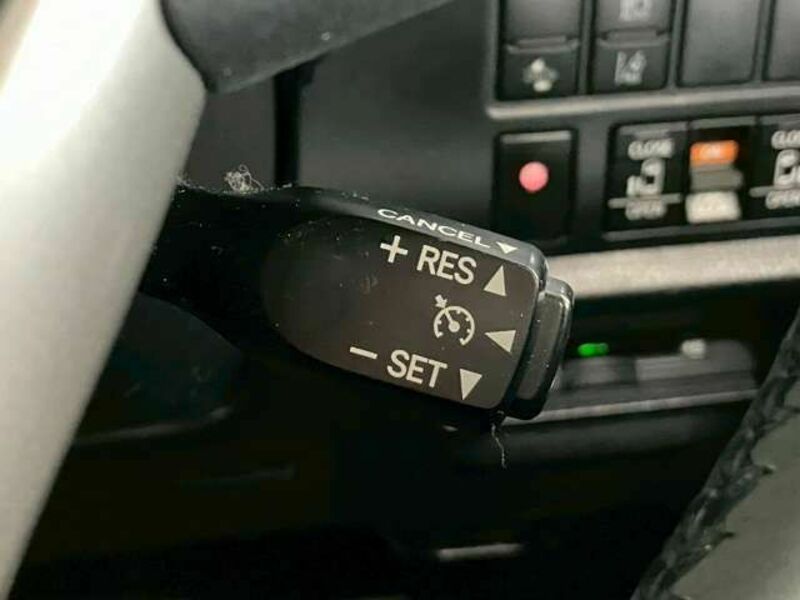 CANCEL
+ RES
- SET
CLOSE
OPEN
CLOSE
OPEN